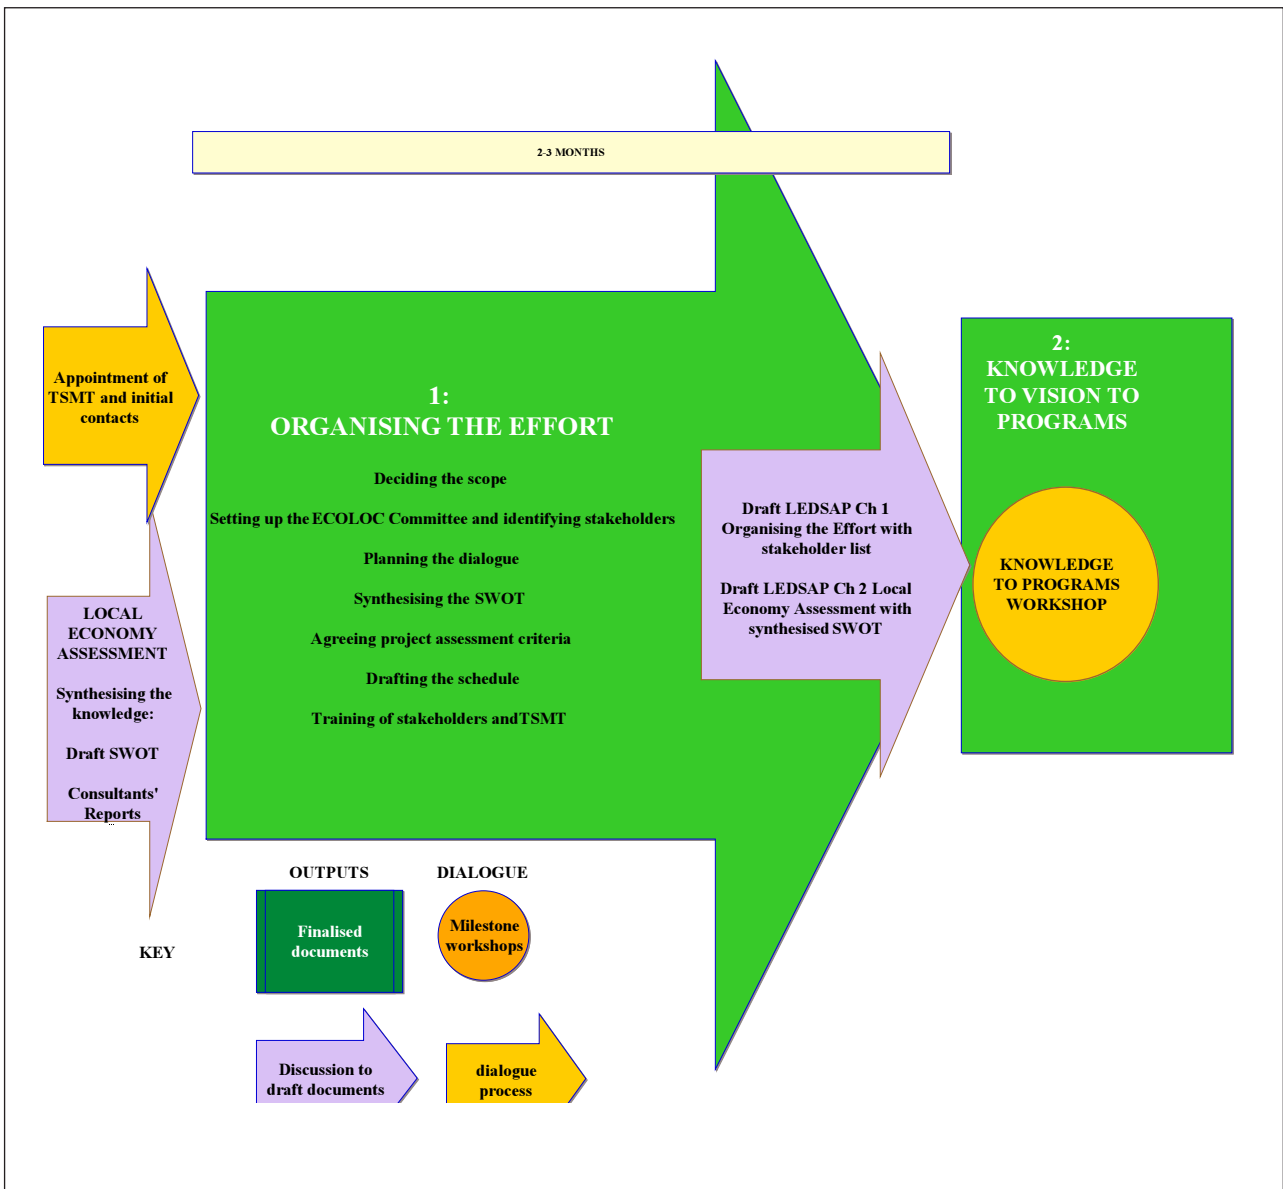 2-3 MONTHS
Appointment of
TSMT and initial
contacts
LOCAL
ECONOMY
ASSESSMENT
Synthesising the
knowledge:
Draft SWOT
Consultants'
Reports
1:
ORGANISING THE EFFORT
Deciding the scope
Setting up the ECOLOC Committee and identifying stakeholders
Planning the dialogue
Synthesising the SWOT
Agreeing project assessment criteria
Drafting the schedule
Training of stakeholders andTSMT
Draft LEDSAP Ch 1
Organising the Effort with
stakeholder list
Draft LEDSAP Ch 2 Local
Economy Assessment with
synthesised SWOT
2:
KNOWLEDGE
TO VISION TO
PROGRAMS
KNOWLEDGE
TO PROGRAMS
WORKSHOP
KEY
OUTPUTS
Finalised
documents
Discussion to
draft documents
DIALOGUE
Milestone
workshops
dialogue
process